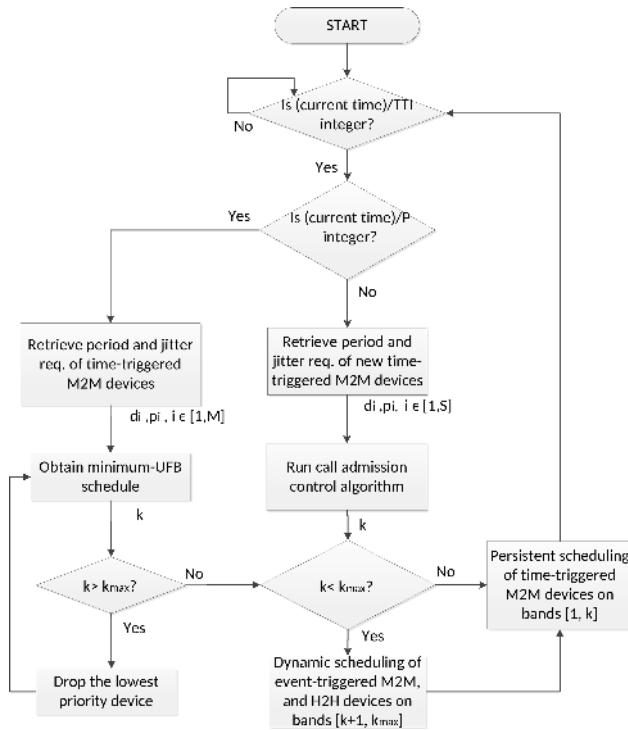 START
Is (current time)/TTI
integer?
No
Yes
Is (current time)/P
integer?
Yes
No
Retrieve period and jitter
req. of time-triggered
M2M devices
Retrieve period and
jitter req. of new time-
triggered M2M devices
di ,pi , i ϵ [1,M]
di ,pi, i ϵ [1,S]
Obtain minimum-UFB
schedule
Run call admission
control algorithm
k
k
k> kmax?
No
k< kmax?
No
Persistent scheduling
of time-triggered
M2M devices on
bands [1, k]
Yes
Yes
Drop the lowest
priority device
Dynamic scheduling of
event-triggered M2M,
and H2H devices on
bands [k+1, kmax]